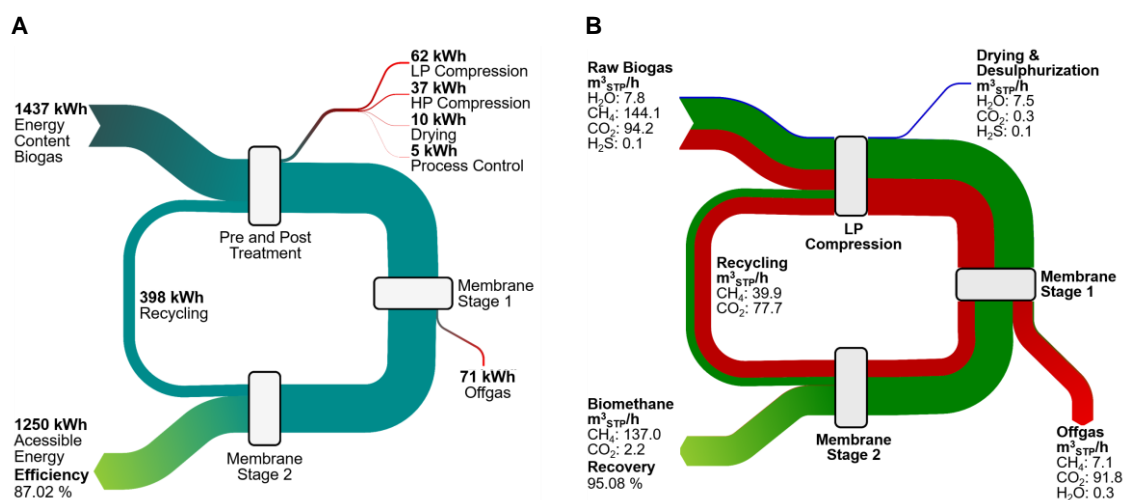 A
62 kWh
LP Compression
37 kWh
HP Compression
10 kWh
Drying
5 kWh
Process Control
1437 kWh
Energy
Content
Biogas
Pre and Post
Treatment
398 kWh
Recycling
Membrane
Stage 1
71 kWh
Offgas
1250 kWh
Acessible
Energy
Efficiency
87.02 %
Membrane
Stage 2
B
Raw Biogas
m³STP/h
H₂O: 7.8
CH₄: 144.1
CO₂: 94.2
H₂S: 0.1
Drying &
Desulphurization
m³STP/h
H₂O: 7.5
CO₂: 0.3
H₂S: 0.1
LP
Compression
Recycling
m³STP/h
CH₄: 39.9
CO₂: 77.7
Membrane
Stage 1
Biomethane
m³STP/h
CH₄: 137.0
CO₂: 2.2
Recovery
95.08 %
Membrane
Stage 2
Offgas
m³STP/h
CH₄: 7.1
CO₂: 91.8
H₂O: 0.3